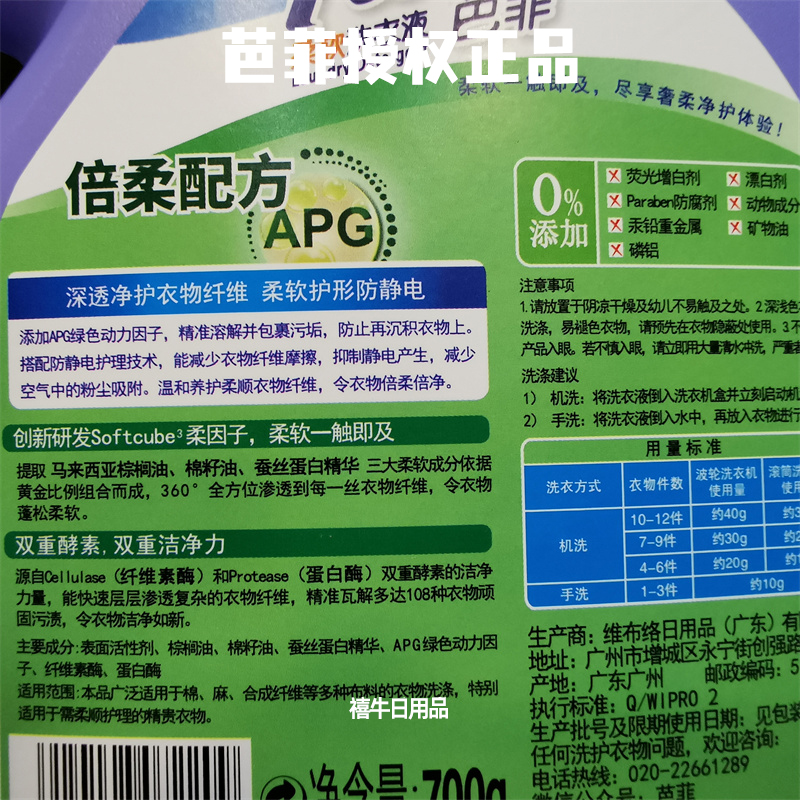 芭菲授权正品
洗衣液
芭菲
柔软一触即及，尽享奢柔净护体验！
倍柔配方
APG
深透净护衣物纤维 柔软护形防静电
添加APG绿色动力因子，精准溶解并包裹污垢，防止再沉积衣物上。
搭配防静电护理技术，能减少衣物纤维摩擦，抑制静电产生，减少
空气中的粉尘吸附。温和养护柔顺衣物纤维，令衣物倍柔倍净。
创新研发Softcube³柔因子，柔软一触即及
提取 马来西亚棕榈油、棉籽油、蚕丝蛋白精华 三大柔软成分依据
黄金比例组合而成，360°全方位渗透到每一丝衣物纤维，令衣物
蓬松柔软。
双重酵素,双重洁净力
源自Cellulase（纤维素酶）和Protease（蛋白酶）双重酵素的洁净
力量，能快速层层渗透复杂的衣物纤维，精准瓦解多达108种衣物顽
固污渍，令衣物洁净如新。
主要成分:表面活性剂、棕榈油、棉籽油、蚕丝蛋白精华、APG绿色动力因
子、纤维素酶、蛋白酶
适用范围:本品广泛适用于棉、麻、合成纤维等多种布料的衣物洗涤，特别
适用于需柔顺护理的精贵衣物。
0%
添加
荧光增白剂 漂白剂
Paraben防腐剂 动物成分
汞铅重金属 矿物油
磷铝
注意事项
1.请放置于阴凉干燥及幼儿不易触及之处。2深浅色
洗涤，易褪色衣物，请预先在衣物隐蔽处使用。3不
产品入眼。若不慎入眼，请立即用大量清水冲洗，严重者
洗涤建议
1） 机洗：将洗衣液倒入洗衣机盒并立刻启动机
2） 手洗：将洗衣液倒入水中，再放入衣物进行
用量标准
洗衣方式 衣物件数 波轮洗衣机使用量 滚筒洗
机洗 10-12件 约40g 约3
7-9件 约30g 约2
4-6件 约20g 约1
手洗 1-3件 约10g
生产商：维布络日用品（广东）有
地址：广州市增城区永宁街创强路
产地：广东广州 邮政编码：5
执行标准：Q/WIPRO 2
生产批号及限期使用日期：见包装
任何洗护衣物问题，欢迎咨询：
电话热线：020-22661289
微信公众号：芭菲
禧牛日用品
净含量:700g